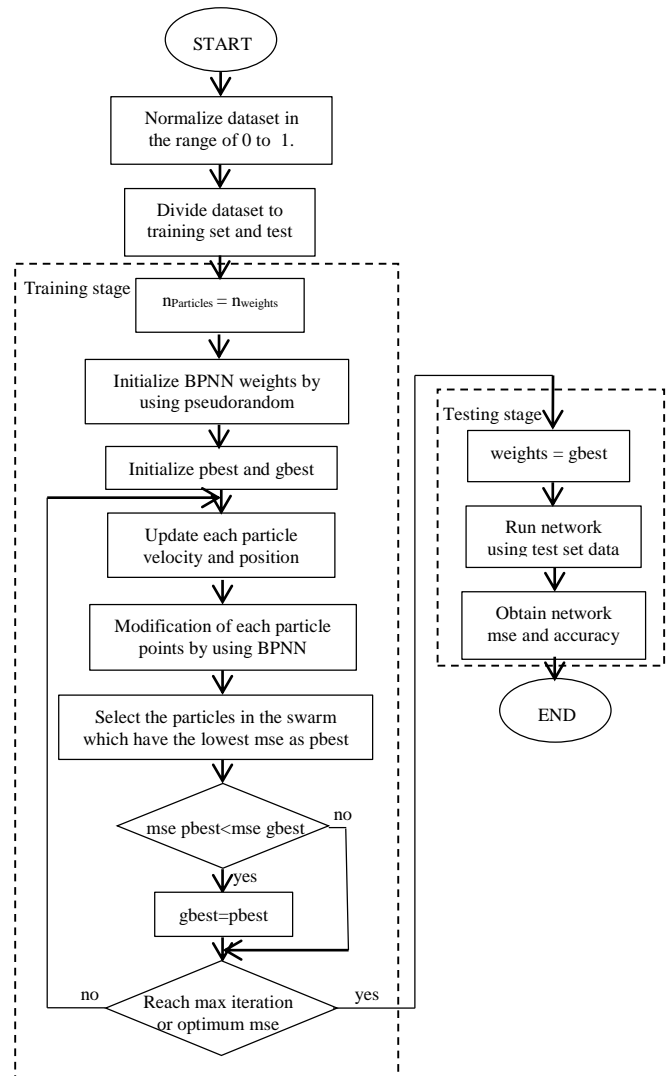 START
Normalize dataset in
the range of 0 to 1.
Divide dataset to
training set and test
Training stage
nParticles = nweights
Initialize BPNN weights by
using pseudorandom
Initialize pbest and gbest
Update each particle
velocity and position
Modification of each particle
points by using BPNN
Select the particles in the swarm
which have the lowest mse as pbest
mse pbest<mse gbest
no
yes
gbest=pbest
no
Reach max iteration
or optimum mse
yes
Testing stage
weights = gbest
Run network
using test set data
Obtain network
mse and accuracy
END